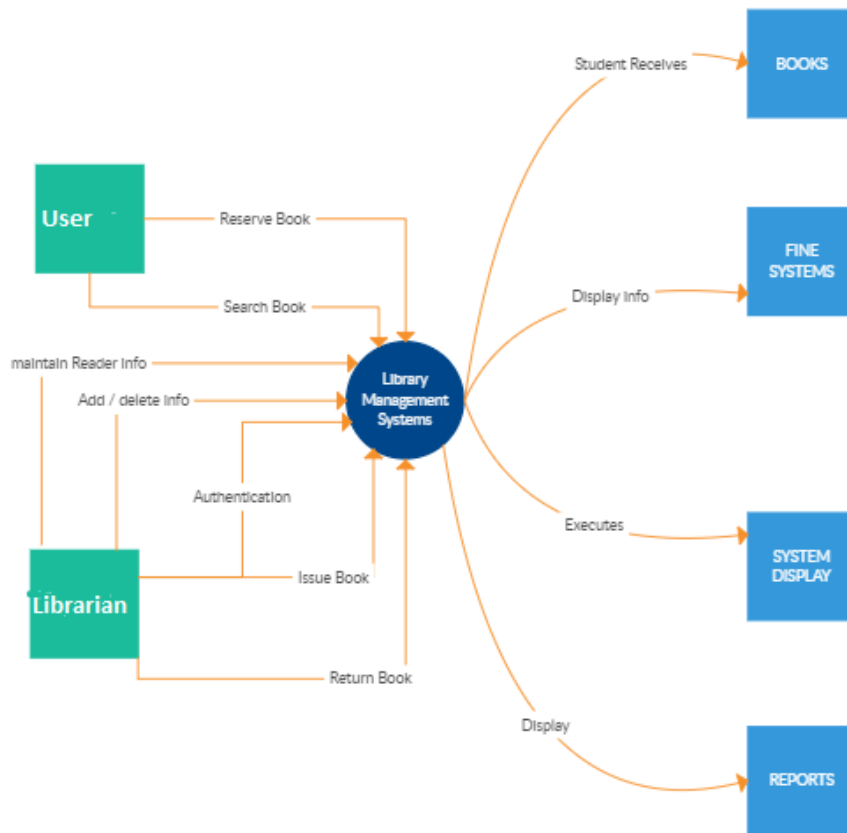 Student Receives
BOOKS
User
Reserve Book
FINE
SYSTEMS
Display Info
Search Book
maintain Reader Info
Library
Management
Systems
Add / delete Info
Authentication
Executes
SYSTEM
DISPLAY
Issue Book
Librarian
Return Book
Display
REPORTS